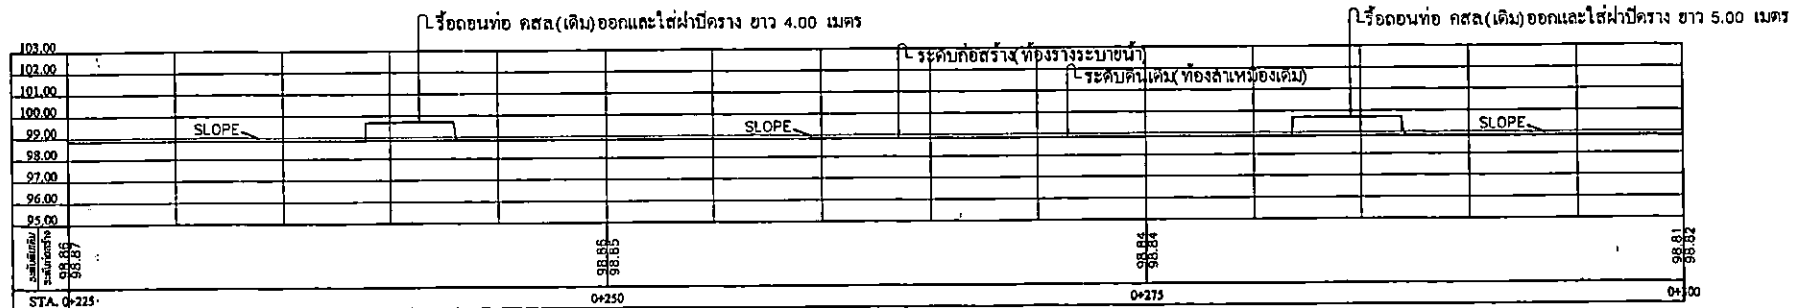 รื้อถอนท่อ คสล.(เดิม)ออกและใส่ฝาปิดราง ยาว 4.00 เมตร
รื้อถอนท่อ คสล.(เดิม)ออกและใส่ฝาปิดราง ยาว 5.00 เมตร
103.00
ระดับก่อสร้าง(ท้องรางระบายน้ำ)
102.00
ระดับดินเดิม(ท้องลำเหมืองเดิม)
101.00
100.00
99.00
SLOPE
SLOPE
SLOPE
98.00
97.00
96.00
95.00
ระดับดินเดิม
ระดับก่อสร้าง
98.86
98.87
98.86
98.85
98.84
98.84
98.81
98.82
STA. 0+225
0+250
0+275
0+300